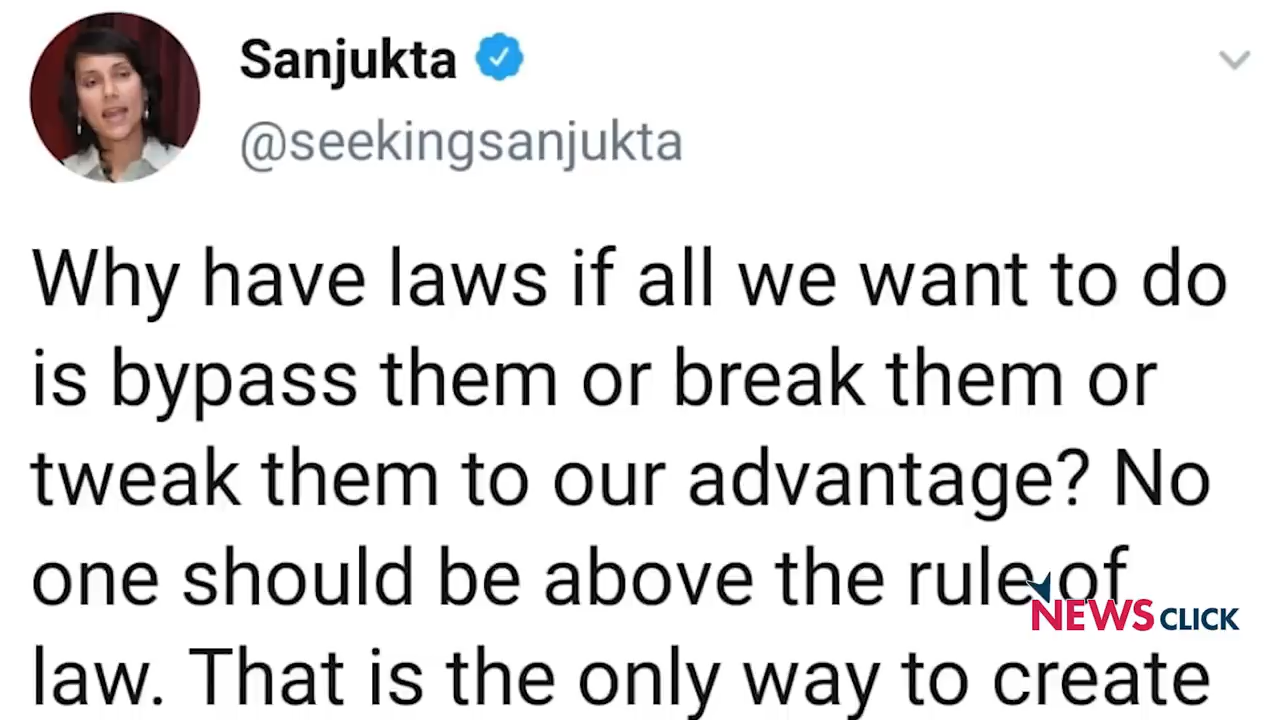 Sanjukta
@seekingsanjukta
Why have laws if all we want to do
is bypass them or break them or
tweak them to our advantage? No
one should be above the rule of
law. That is the only way to create
NEWS CLICK